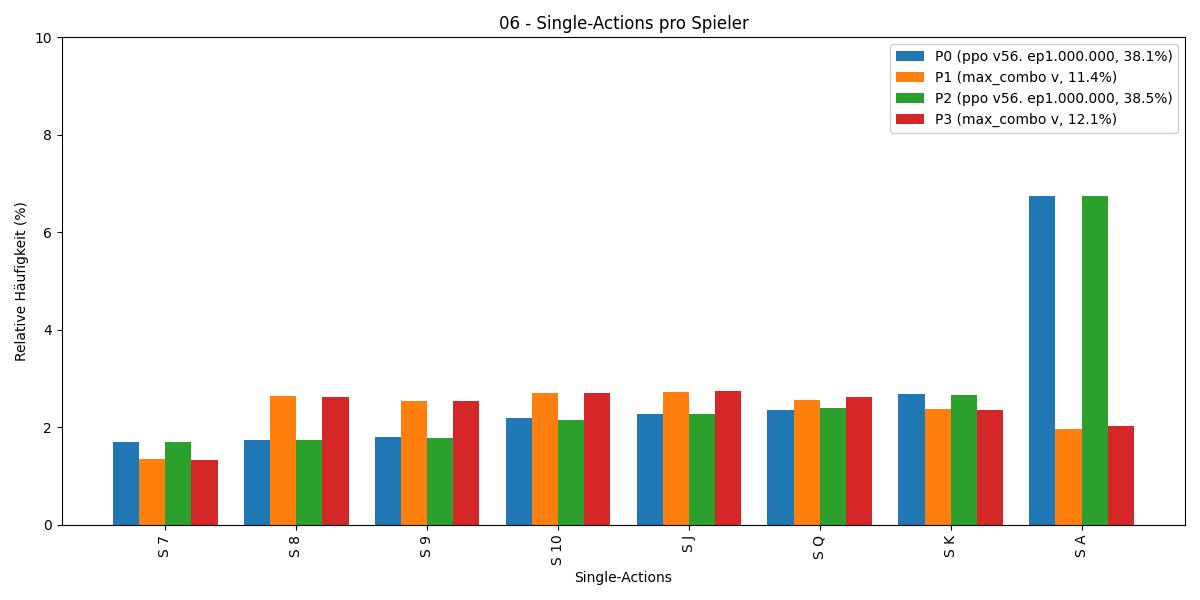 06 - Single-Actions pro Spieler
Relative Häufigkeit (%)
10
8
6
4
2
0
P0 (ppo v56. ep1.000.000, 38.1%)
P1 (max_combo v, 11.4%)
P2 (ppo v56. ep1.000.000, 38.5%)
P3 (max_combo v, 12.1%)
S 7
S 8
S 9
S 10
S J
S Q
S K
S A
Single-Actions